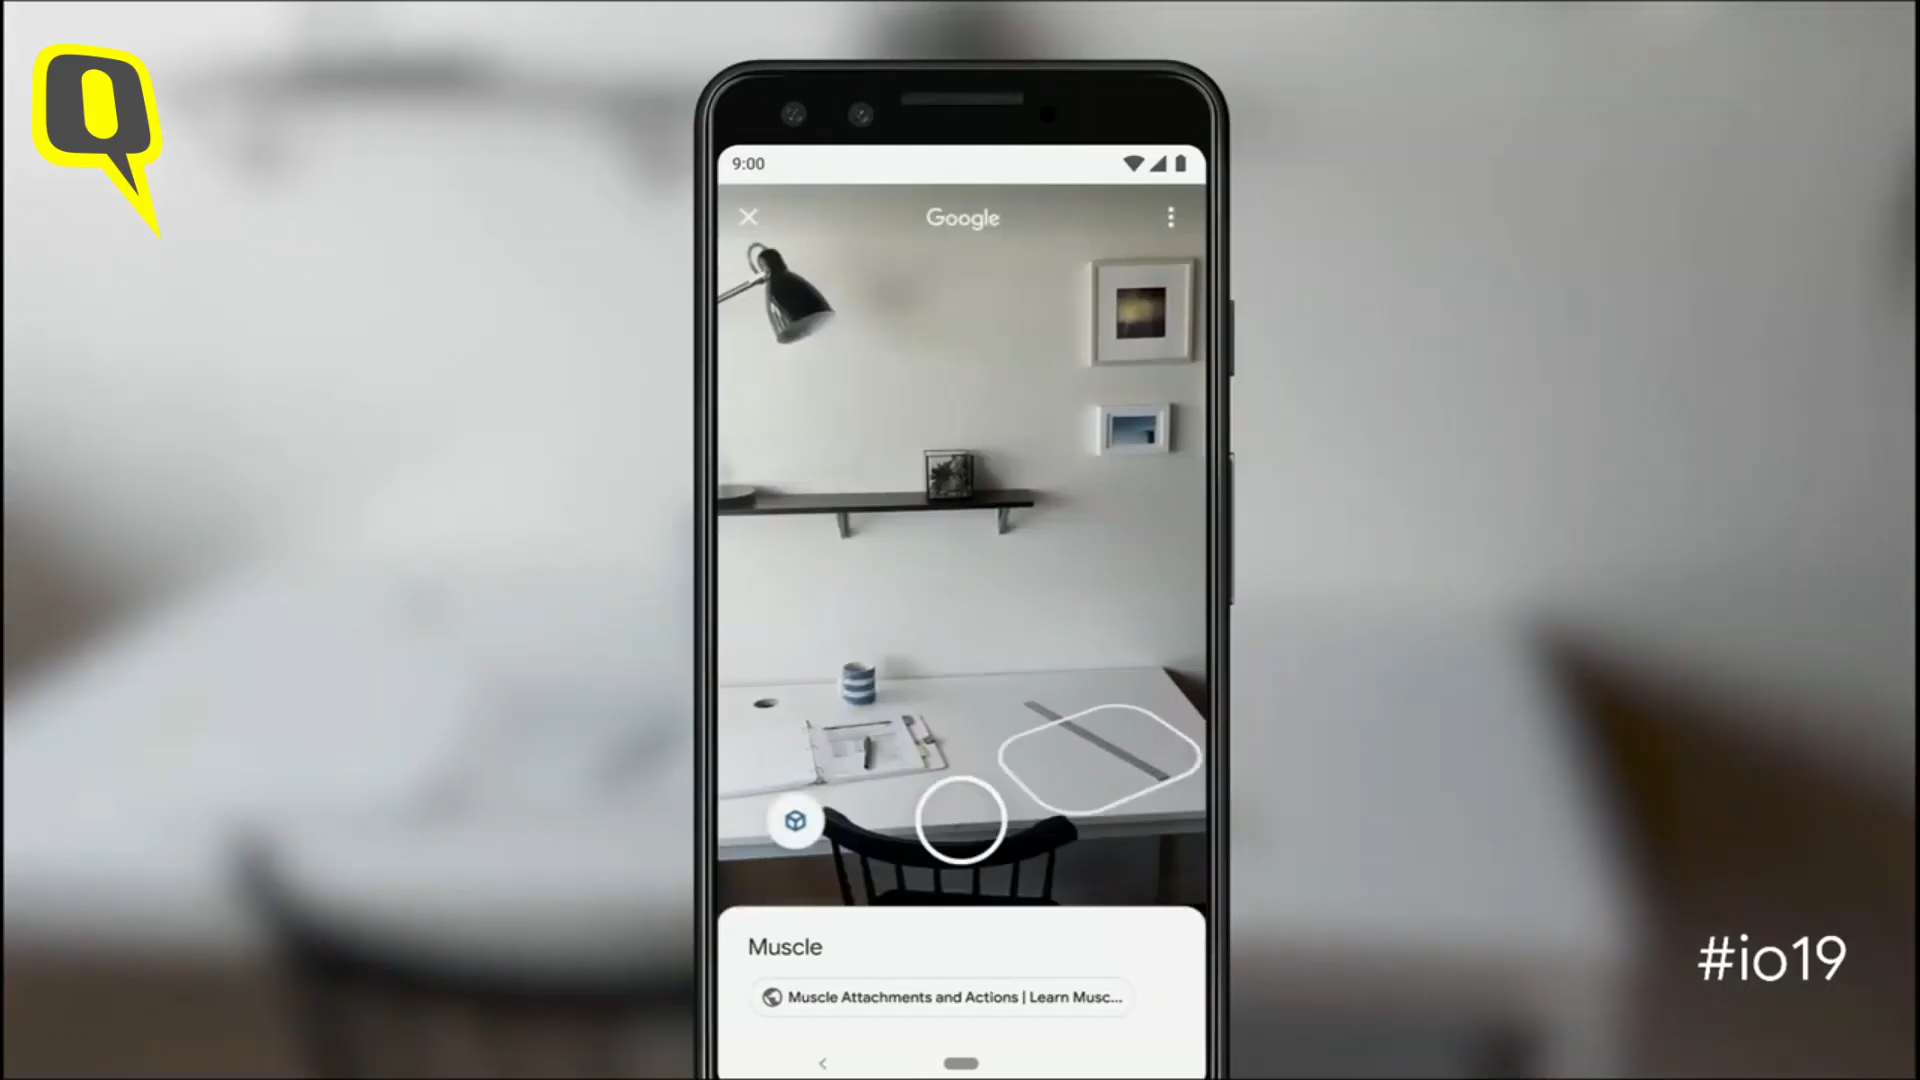 9:00
Google
Muscle
Muscle Attachments and Actions | Learn Musc...
#io19